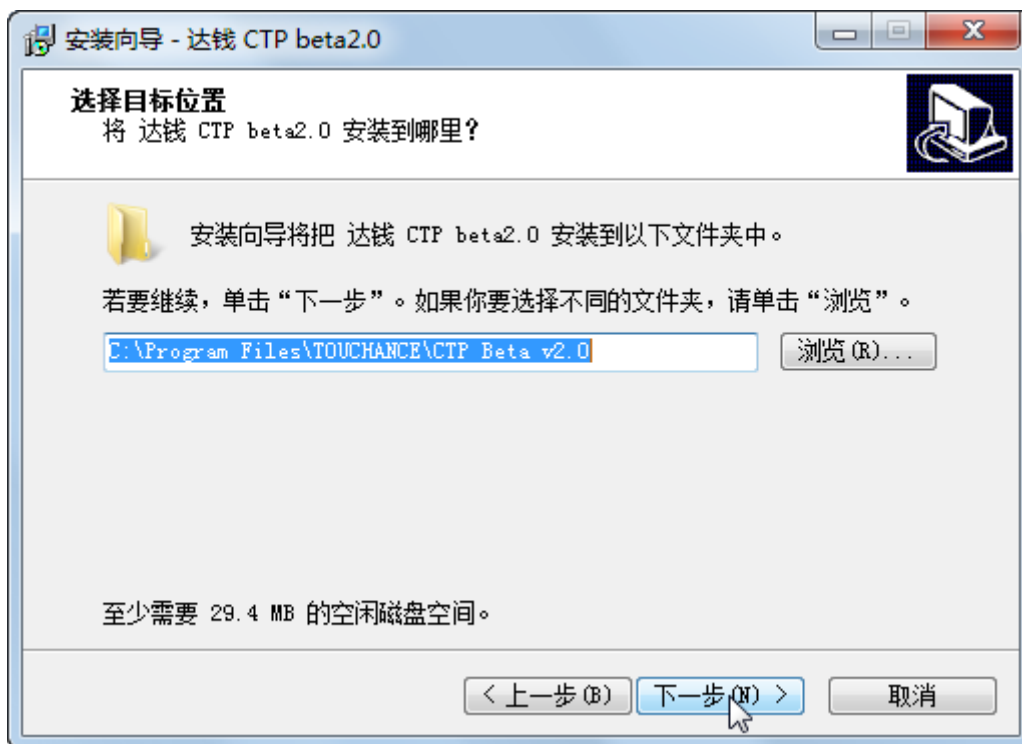 安装向导 - 达钱 CTP beta2.0
选择目标位置
将 达钱 CTP beta2.0 安装到哪里？
安装向导将把 达钱 CTP beta2.0 安装到以下文件夹中。
若要继续，单击“下一步”。如果你要选择不同的文件夹，请单击“浏览”。
C:\Program Files\TOUCHANCE\CTP Beta v2.0
浏览(R)...
至少需要 29.4 MB 的空闲磁盘空间。
< 上一步(B)
下一步(N) >
取消